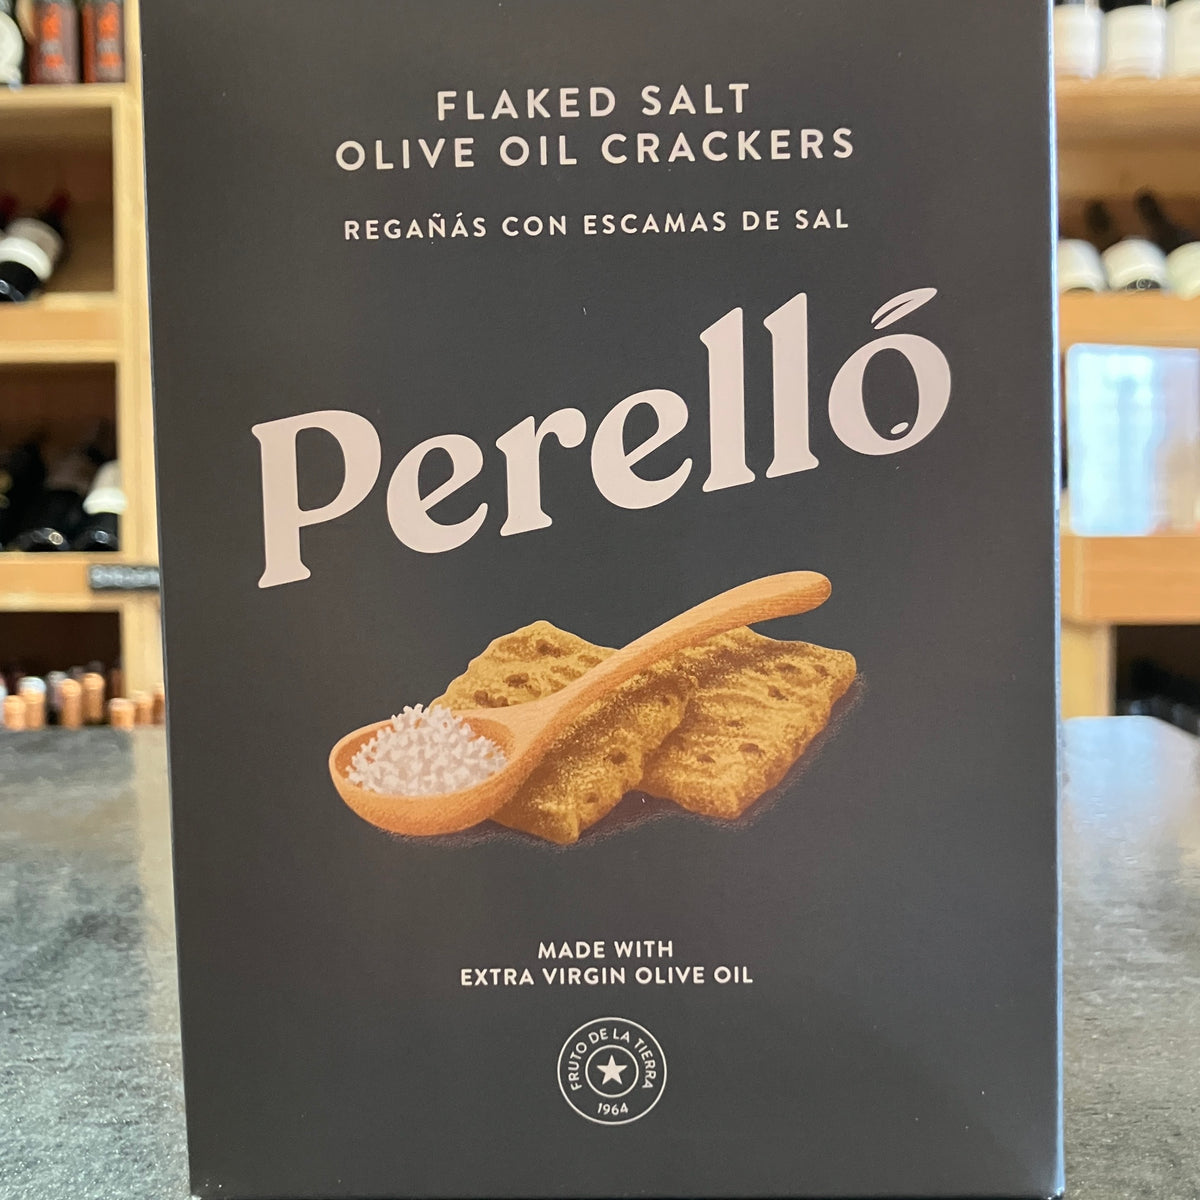 FLAKED SALT
OLIVE OIL CRACKERS
REGAÑÁS CON ESCAMAS DE SAL
Perelló
MADE WITH
EXTRA VIRGIN OLIVE OIL
FRUTO DE LA TIERRA
1964